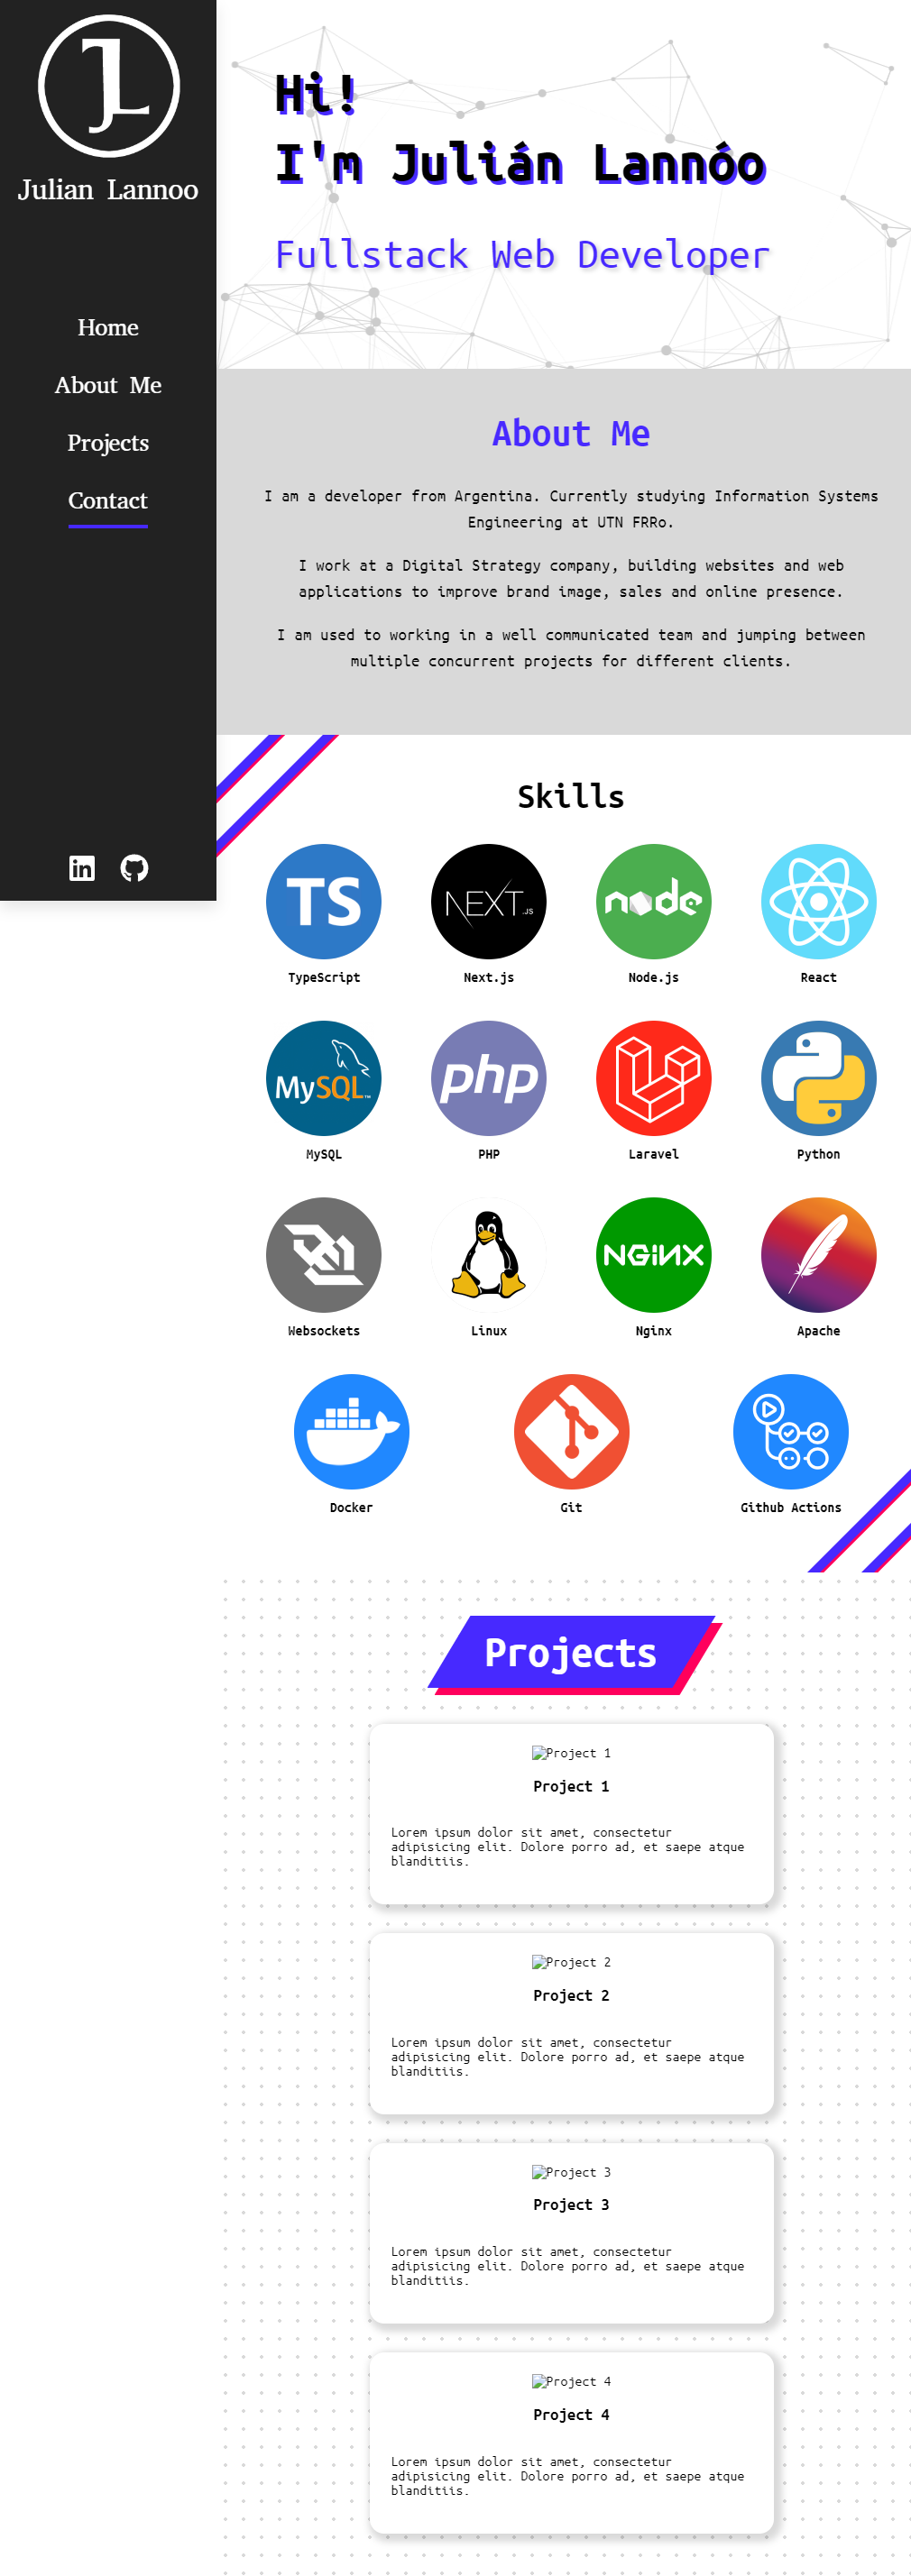 JL
Julian Lannoo
Home
About Me
Projects
Contact
Hi!
I'm Julián Lannóo
Fullstack Web Developer
About Me
I am a developer from Argentina. Currently studying Information Systems
Engineering at UTN FRRo.
I work at a Digital Strategy company, building websites and web
applications to improve brand image, sales and online presence.
I am used to working in a well communicated team and jumping between
multiple concurrent projects for different clients.
Skills
TS
NEXT.JS
node
TypeScript
Next.js
Node.js
React
MySQL™
php
MySQL
PHP
Laravel
Python
NGINX
Websockets
Linux
Nginx
Apache
Docker
Git
Github Actions
Projects
Project 1
Project 1
Lorem ipsum dolor sit amet, consectetur
adipisicing elit. Dolore porro ad, et saepe atque
blanditiis.
Project 2
Project 2
Lorem ipsum dolor sit amet, consectetur
adipisicing elit. Dolore porro ad, et saepe atque
blanditiis.
Project 3
Project 3
Lorem ipsum dolor sit amet, consectetur
adipisicing elit. Dolore porro ad, et saepe atque
blanditiis.
Project 4
Project 4
Lorem ipsum dolor sit amet, consectetur
adipisicing elit. Dolore porro ad, et saepe atque
blanditiis.